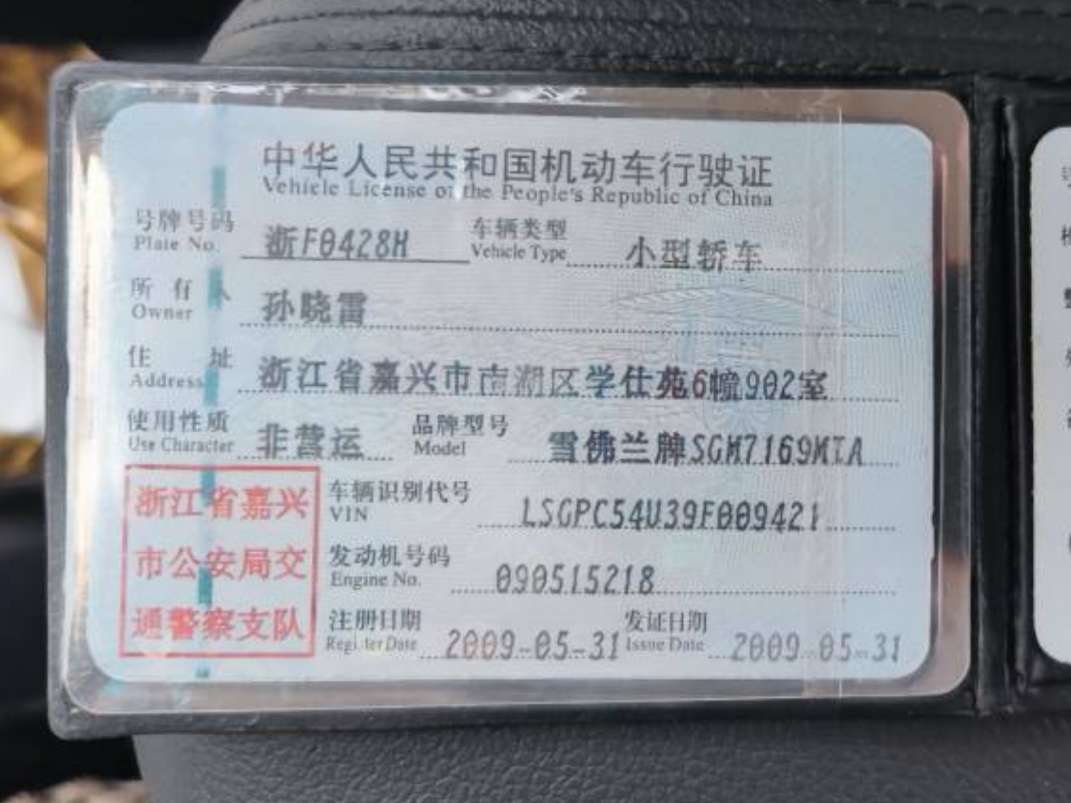 中华人民共和国机动车行驶证
Vehicle License of the People's Republic of China
号牌号码 浙F0428H 车辆类型 小型轿车
Plate No. Vehicle Type
所有人 孙晓雷
Owner
住址 浙江省嘉兴市南湖区学仕苑6幢902室
Address
使用性质 非营运 品牌型号 雪佛兰牌SGM7169MTA
Use Character Model
浙江省嘉兴
市公安局交
通警察支队
车辆识别代号 LSGPC54U39F009421
VIN
发动机号码 090515218
Engine No.
注册日期 2009-05-31 发证日期 2009-05-31
Register Date Issue Date